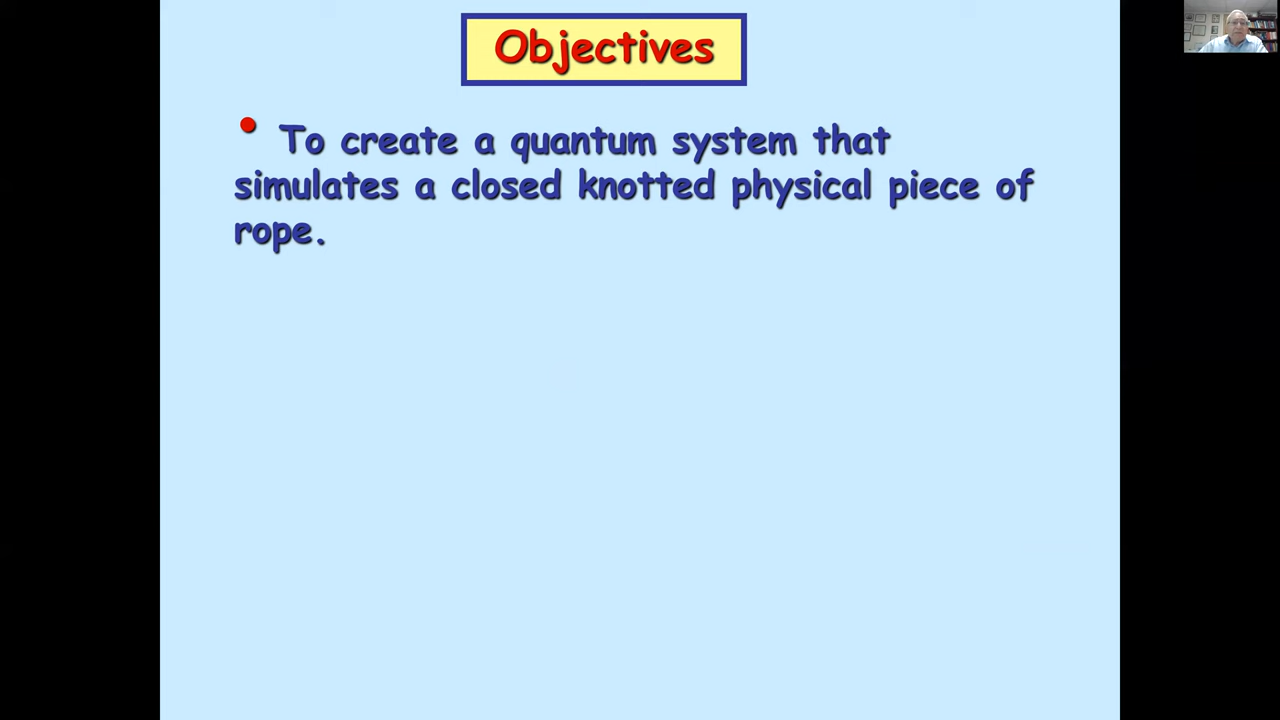 Objectives
• To create a quantum system that
simulates a closed knotted physical piece of
rope.